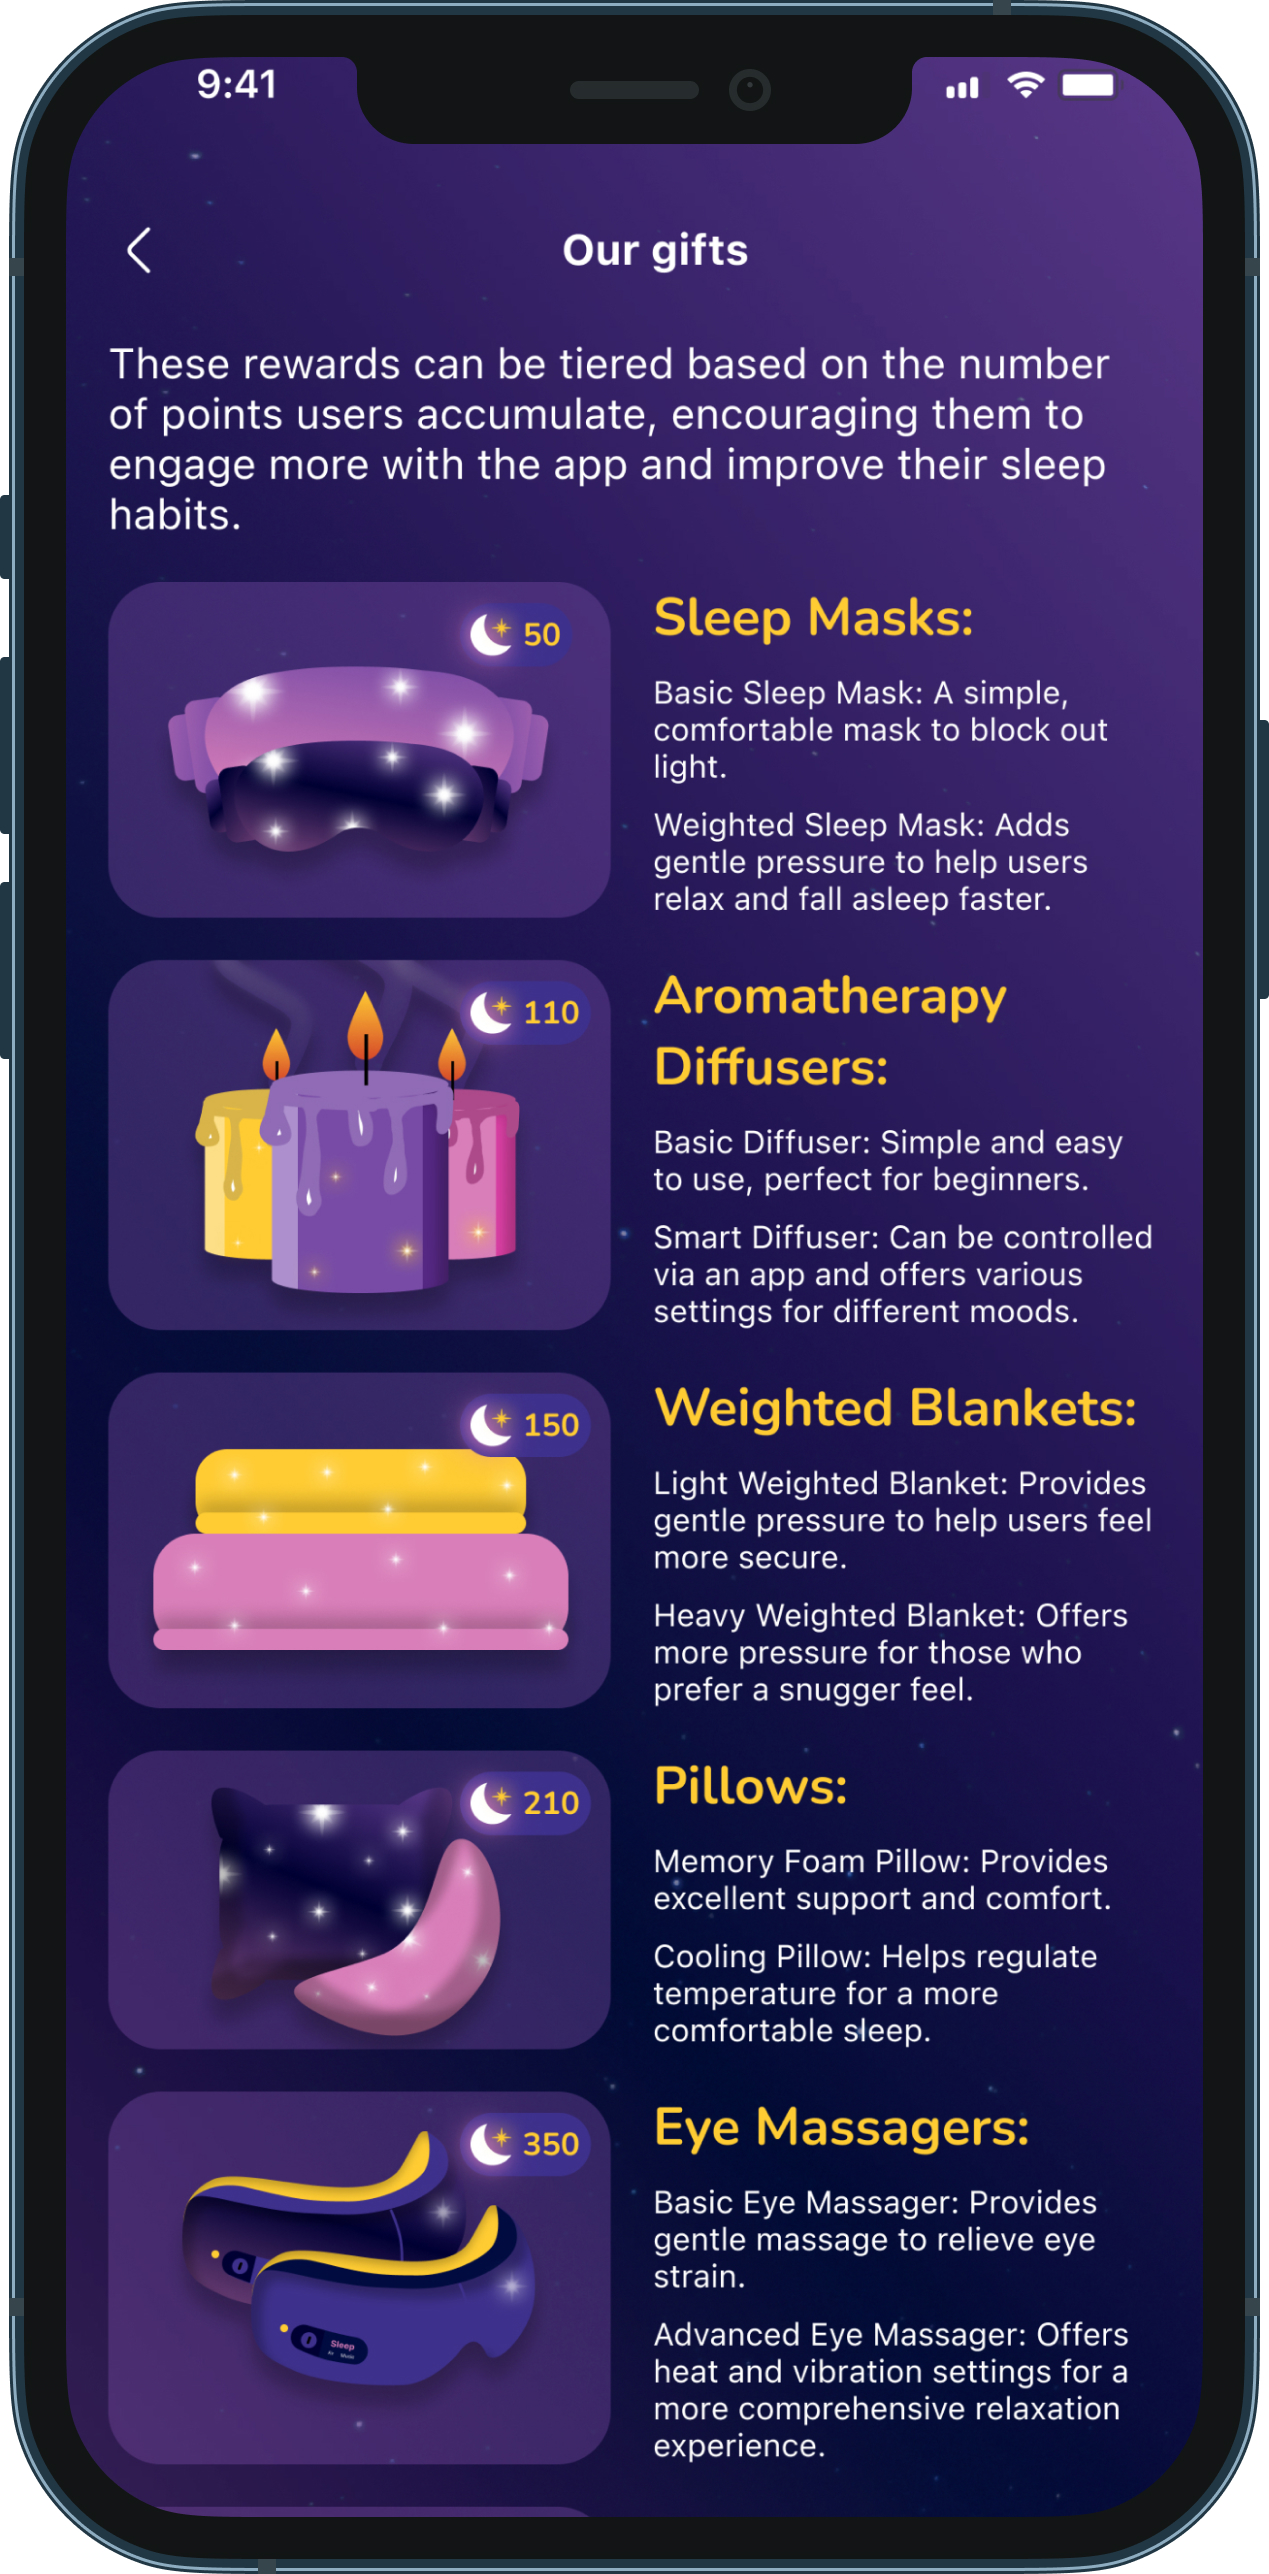 9:41
Our gifts
These rewards can be tiered based on the number
of points users accumulate, encouraging them to
engage more with the app and improve their sleep
habits.
50
Sleep Masks:
Basic Sleep Mask: A simple,
comfortable mask to block out
light.
Weighted Sleep Mask: Adds
gentle pressure to help users
relax and fall asleep faster.
110
Aromatherapy
Diffusers:
Basic Diffuser: Simple and easy
to use, perfect for beginners.
Smart Diffuser: Can be controlled
via an app and offers various
settings for different moods.
150
Weighted Blankets:
Light Weighted Blanket: Provides
gentle pressure to help users feel
more secure.
Heavy Weighted Blanket: Offers
more pressure for those who
prefer a snugger feel.
210
Pillows:
Memory Foam Pillow: Provides
excellent support and comfort.
Cooling Pillow: Helps regulate
temperature for a more
comfortable sleep.
350
Sleep
Eye Massagers:
Basic Eye Massager: Provides
gentle massage to relieve eye
strain.
Advanced Eye Massager: Offers
heat and vibration settings for a
more comprehensive relaxation
experience.